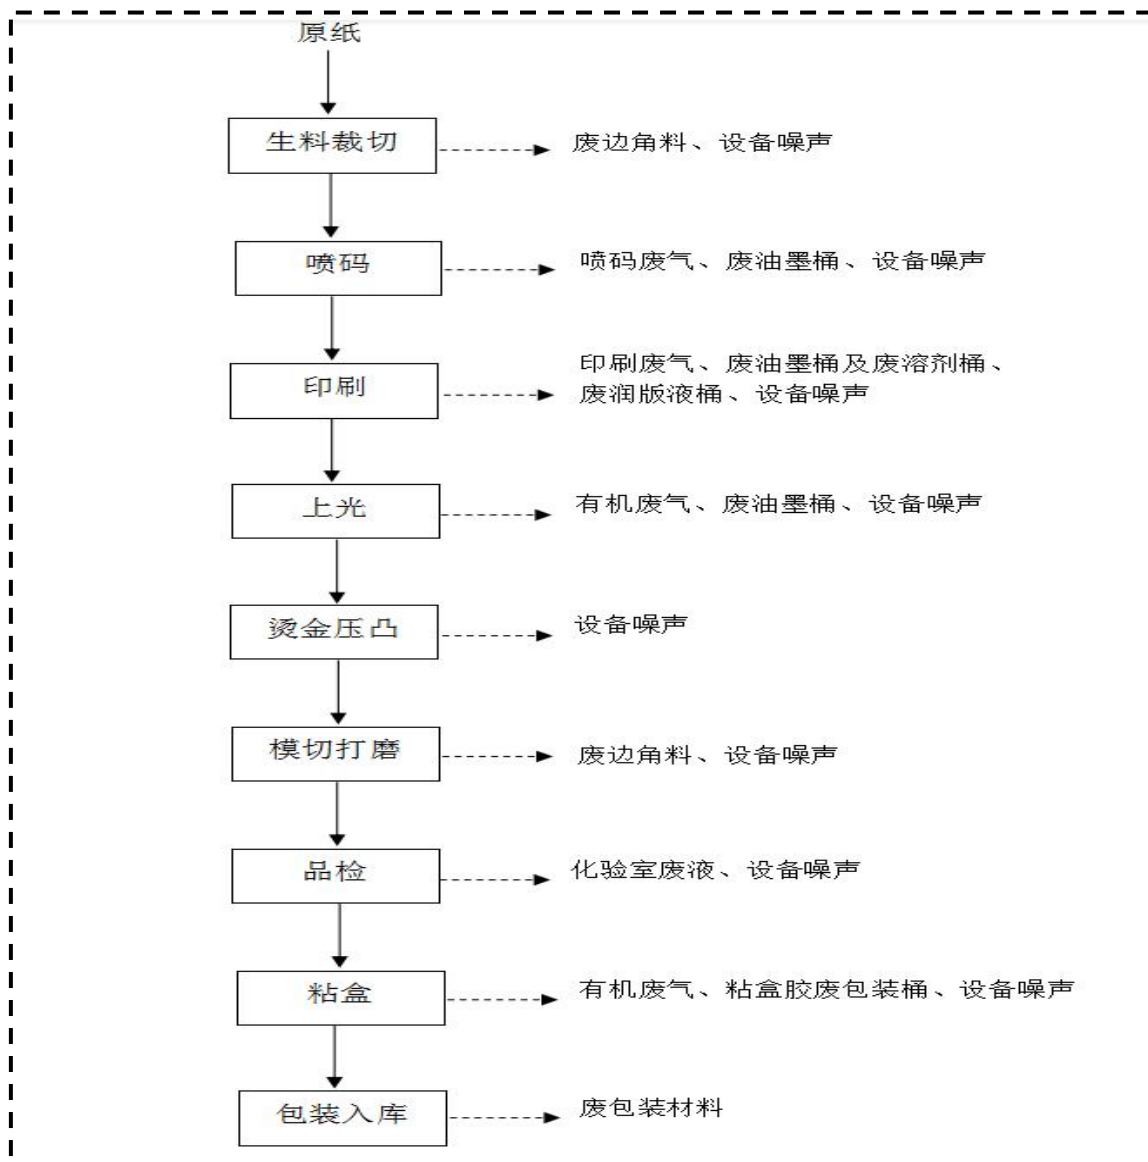 原纸
生料裁切
废边角料、设备噪声
喷码
喷码废气、废油墨桶、设备噪声
印刷
印刷废气、废油墨桶及废溶剂桶、
废润版液桶、设备噪声
上光
有机废气、废油墨桶、设备噪声
烫金压凸
设备噪声
模切打磨
废边角料、设备噪声
品检
化验室废液、设备噪声
粘盒
有机废气、粘盒胶废包装桶、设备噪声
包装入库
废包装材料